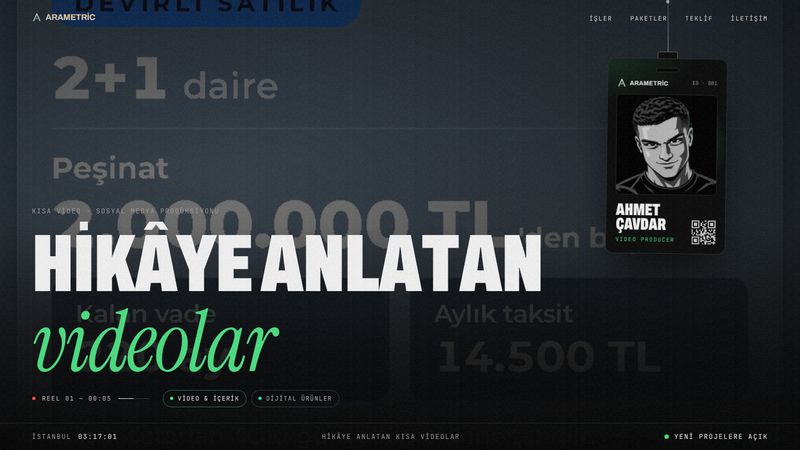 DEVİRLİ SATILIK
ARAMETRİC
İŞLER PAKETLER TEKLİF İLETİŞİM
2+1 daire
ARAMETRİC ID · 001
Peşinat
KISA VİDEO · SOSYAL MEDYA PRODÜKSİYONU
2.000.000 TL 'den b
AHMET
ÇAVDAR
VIDEO PRODUCER
HİKÂYE ANLATAN
Kalan vade
Aylık taksit
videolar
ay
14.500 TL
REEL 01 — 00:05
VİDEO & İÇERİK
DİJİTAL ÜRÜNLER
İSTANBUL 03:17:01
HİKÂYE ANLATAN KISA VİDEOLAR
YENİ PROJELERE AÇIK